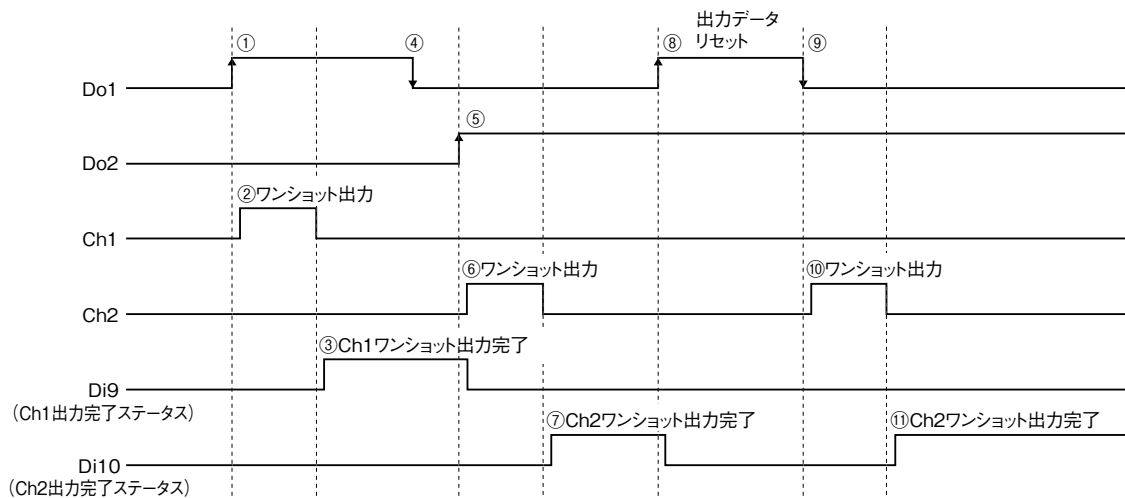 出力データ
リセット
① ④ ⑧ ⑨
Do1
⑤
Do2
②ワンショット出力
Ch1
⑥ワンショット出力 ⑩ワンショット出力
Ch2
③Ch1ワンショット出力完了
Di9
（Ch1出力完了ステータス）
⑦Ch2ワンショット出力完了 ⑪Ch2ワンショット出力完了
Di10
（Ch2出力完了ステータス）